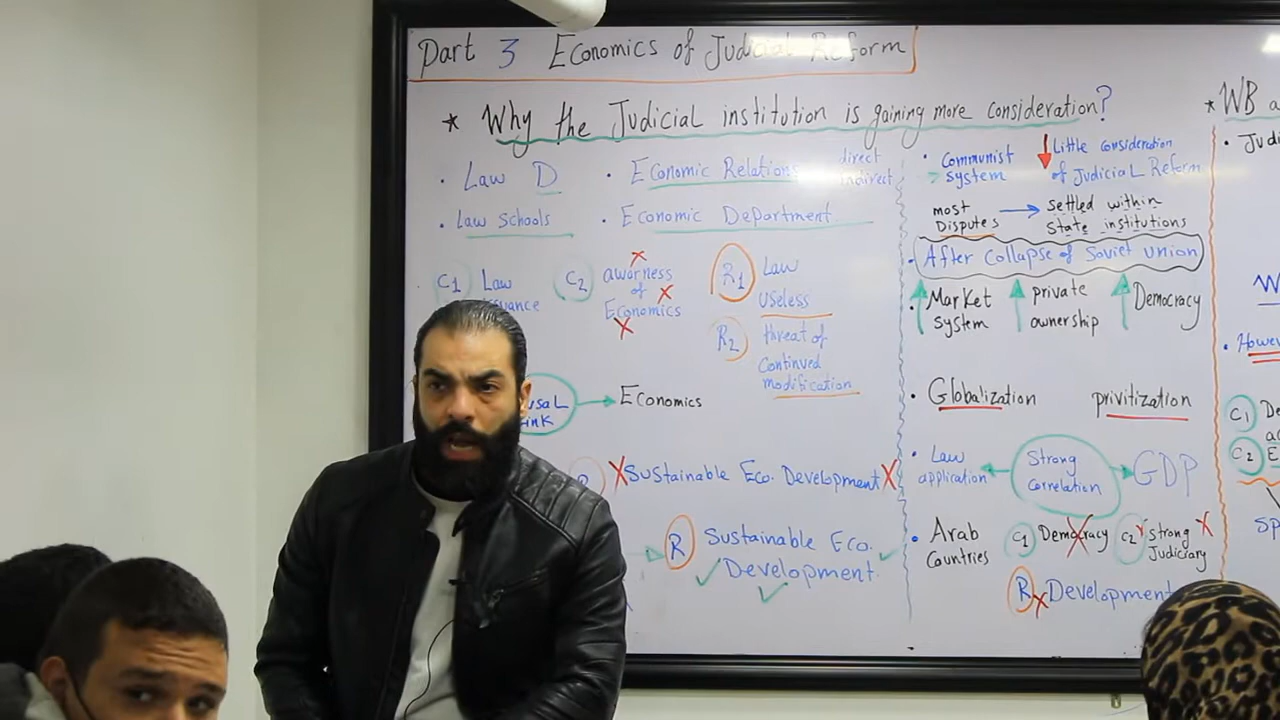 Part 3 Economics of Judicial Reform
* Why the Judicial institution is gaining more consideration?
• Law D
• Economic Relations direct
indirect
• Law Schools
• Economic Department
C1 Law
C2 awarness
of
Economics
R1 Law
useless
R2 threat of
continued
modification
Economics
Sustainable Eco. Development
R Sustainable Eco.
Development
• Communist
system
Little consideration
of Judicial Reform
most
Disputes
settled within
State institutions
• After collapse of Soviet Union
• Market
system
private
ownership
Democracy
• Globalization privitization
• Law
application
Strong
Correlation
GDP
• Arab
Countries
C1 Democracy
C2 strong
Judiciary
R Development
* WB
•
• Howe
C1 De
C2 E